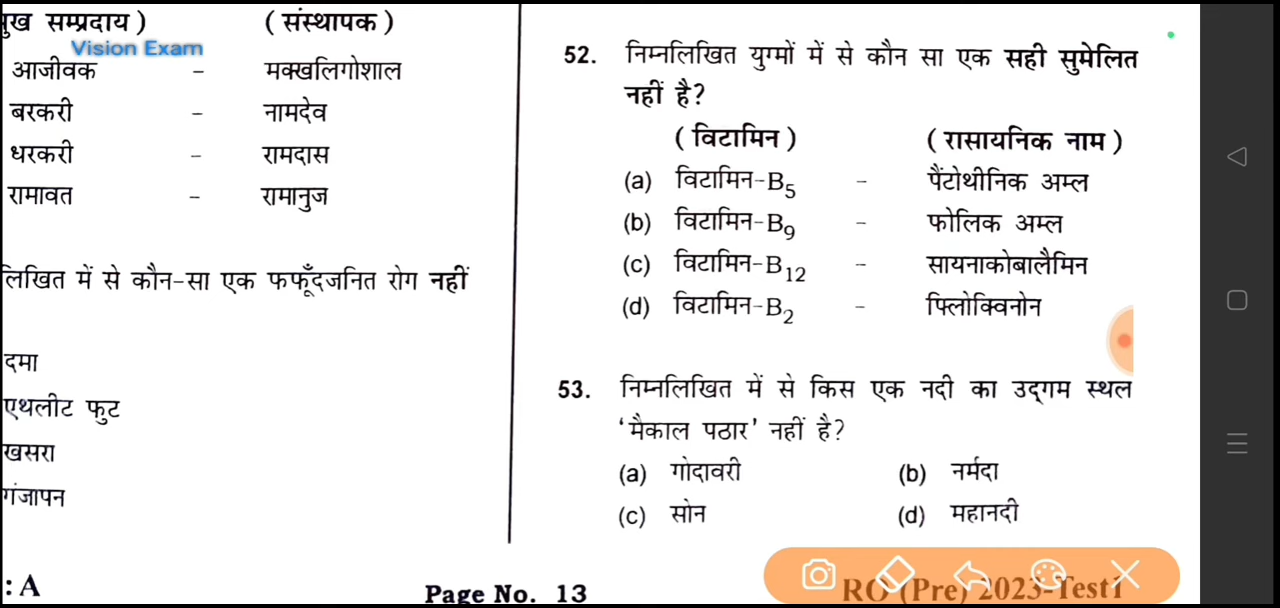 मुख सम्प्रदाय ) ( संस्थापक )
Vision Exam
आजीवक - मक्खलिगोशाल
बरकरी - नामदेव
धरकरी - रामदास
रामावत - रामानुज
लिखित में से कौन-सा एक फफूँदजनित रोग नहीं
दमा
एथलीट फुट
खसरा
गंजापन
: A
Page No. 13
52. निम्नलिखित युग्मों में से कौन सा एक सही सुमेलित
नहीं है?
( विटामिन ) ( रासायनिक नाम )
(a) विटामिन-B5 - पैंटोथीनिक अम्ल
(b) विटामिन-B9 - फोलिक अम्ल
(c) विटामिन-B12 - सायनाकोबालैमिन
(d) विटामिन-B2 - फ्लोक्विनोन
53. निम्नलिखित में से किस एक नदी का उद्गम स्थल
‘मैकाल पठार’ नहीं है?
(a) गोदावरी (b) नर्मदा
(c) सोन (d) महानदी
RO (Pre) 2023-Test1